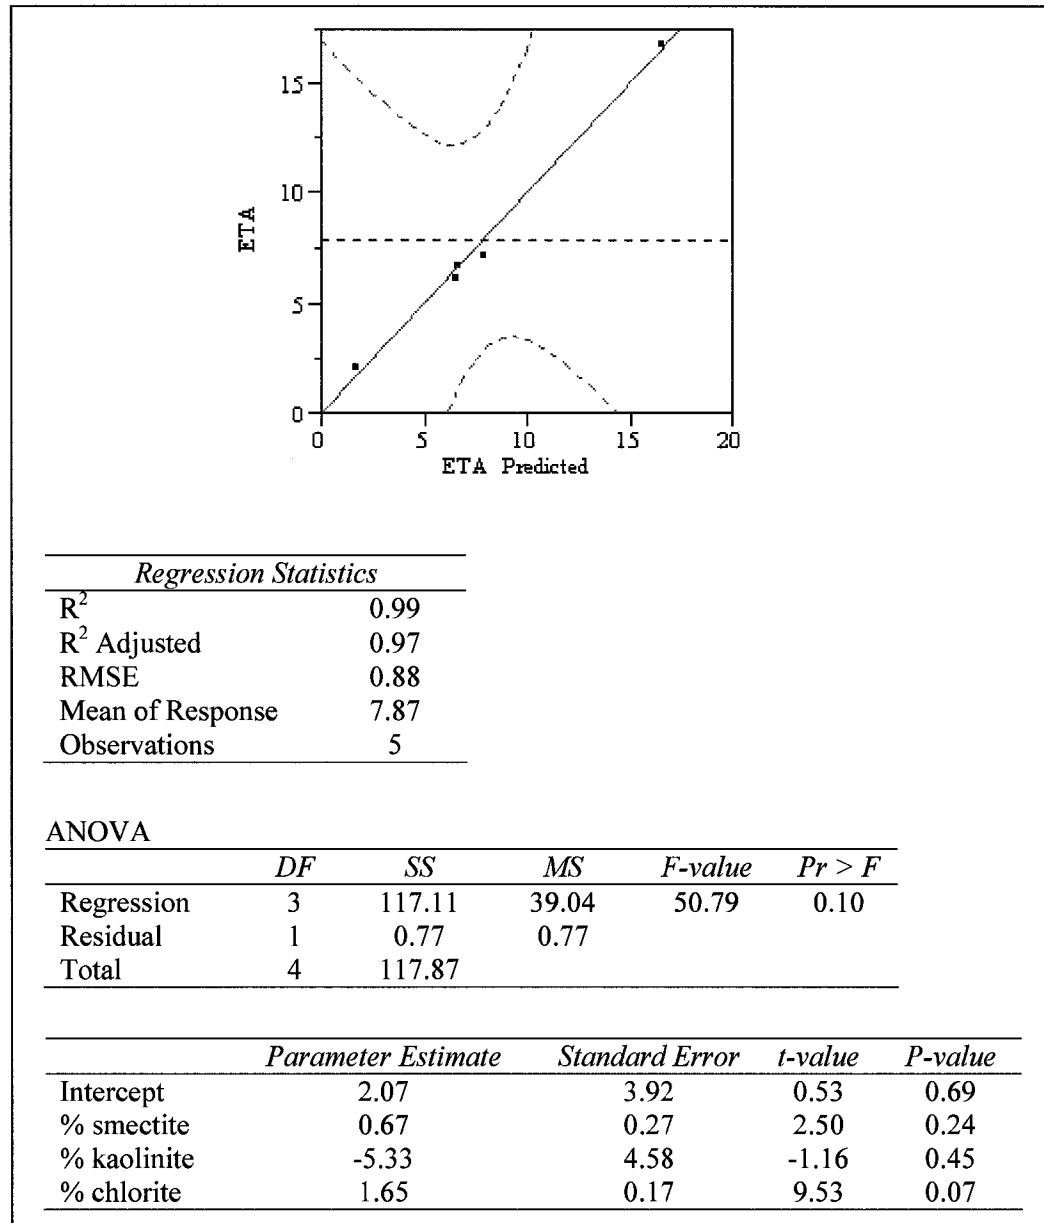 15
10
ETA
5
0
0 5 10 15 20
ETA Predicted
Regression Statistics
R² 0.99
R² Adjusted 0.97
RMSE 0.88
Mean of Response 7.87
Observations 5
ANOVA
DF SS MS F-value Pr > F
Regression 3 117.11 39.04 50.79 0.10
Residual 1 0.77 0.77
Total 4 117.87
Parameter Estimate Standard Error t-value P-value
Intercept 2.07 3.92 0.53 0.69
% smectite 0.67 0.27 2.50 0.24
% kaolinite -5.33 4.58 -1.16 0.45
% chlorite 1.65 0.17 9.53 0.07